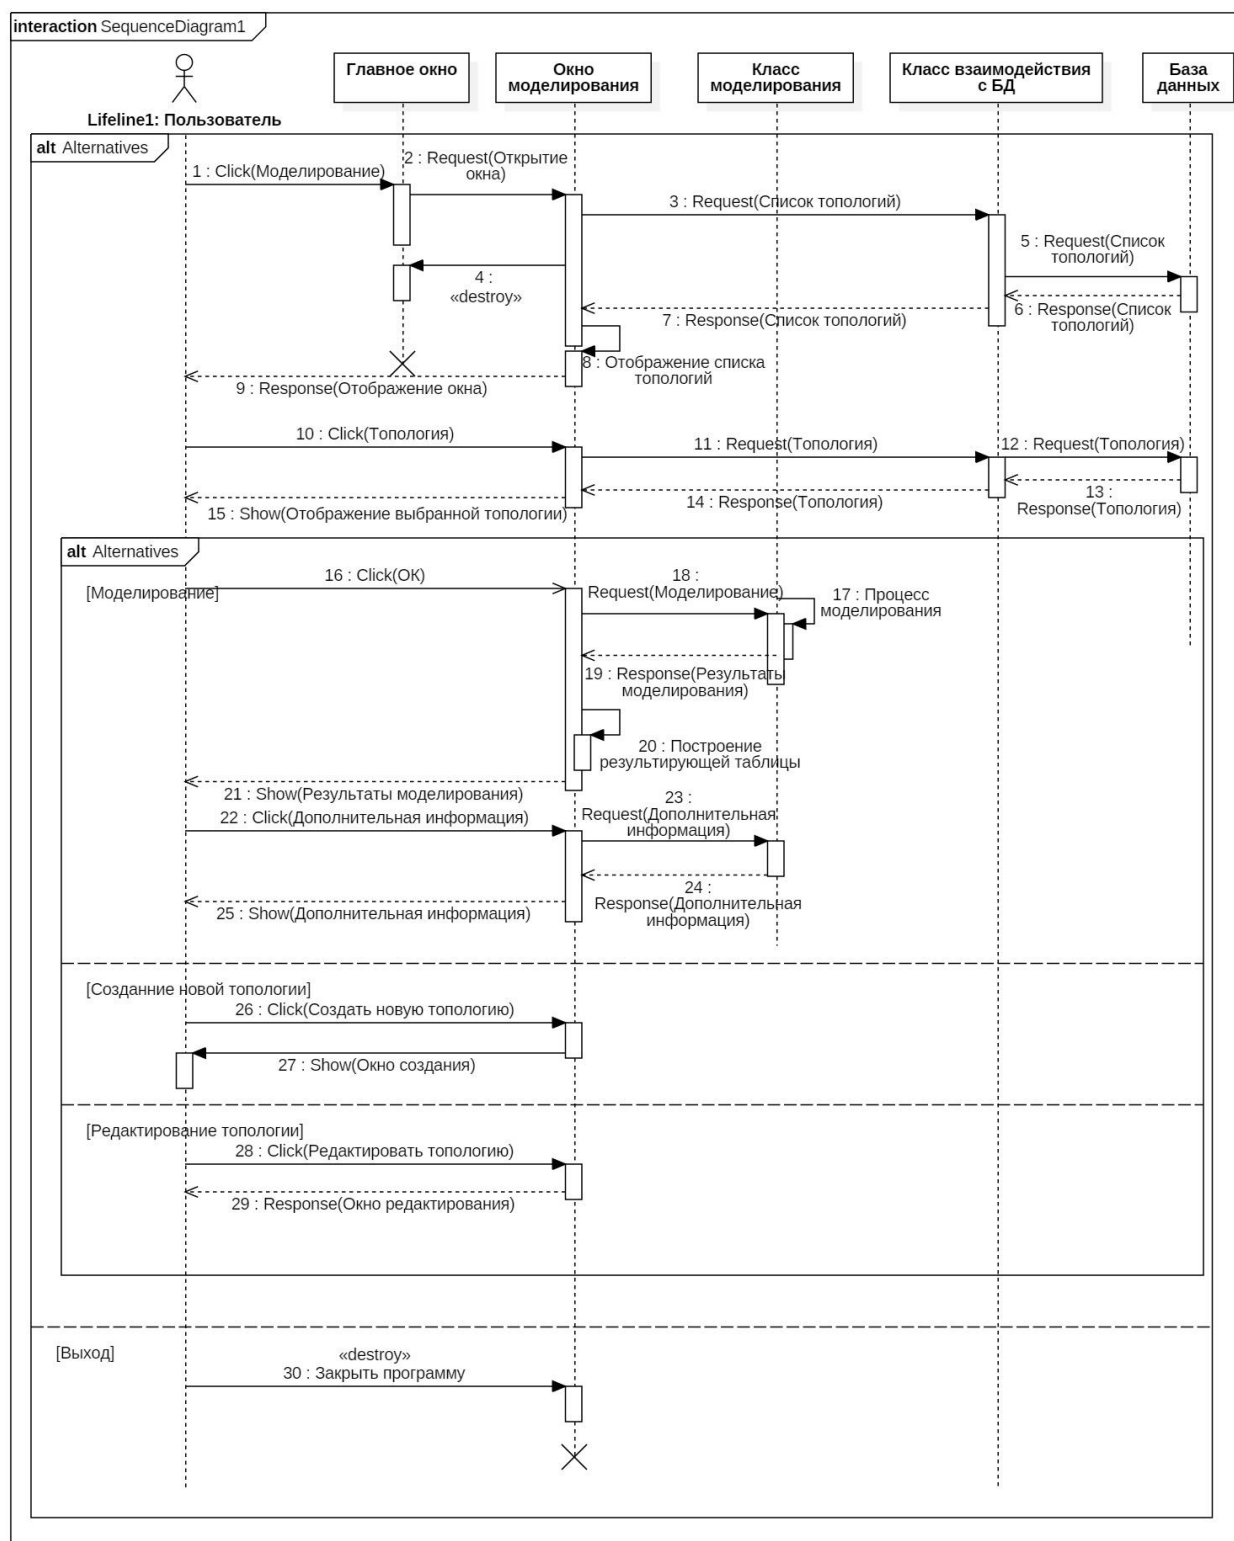 interaction SequenceDiagram1
Lifeline1: Пользователь
Главное окно
Окно
моделирования
Класс
моделирования
Класс взаимодействия
с БД
База
данных
alt Alternatives
1 : Click(Моделирование)
2 : Request(Открытие
окна)
3 : Request(Список топологий)
4 :
«destroy»
5 : Request(Список
топологий)
6 : Response(Список
топологий)
7 : Response(Список топологий)
8 : Отображение списка
топологий
9 : Response(Отображение окна)
10 : Click(Топология)
11 : Request(Топология)
12 : Request(Топология)
13 :
Response(Топология)
14 : Response(Топология)
15 : Show(Отображение выбранной топологии)
alt Alternatives
[Моделирование]
16 : Click(ОК)
18 :
Request(Моделирование)
17 : Процесс
моделирования
19 : Response(Результаты
моделирования)
20 : Построение
результирующей таблицы
21 : Show(Результаты моделирования)
22 : Click(Дополнительная информация)
23 :
Request(Дополнительная
информация)
24 :
Response(Дополнительная
информация)
25 : Show(Дополнительная информация)
[Созданние новой топологии]
26 : Click(Создать новую топологию)
27 : Show(Окно создания)
[Редактирование топологии]
28 : Click(Редактировать топологию)
29 : Response(Окно редактирования)
[Выход]
«destroy»
30 : Закрыть программу